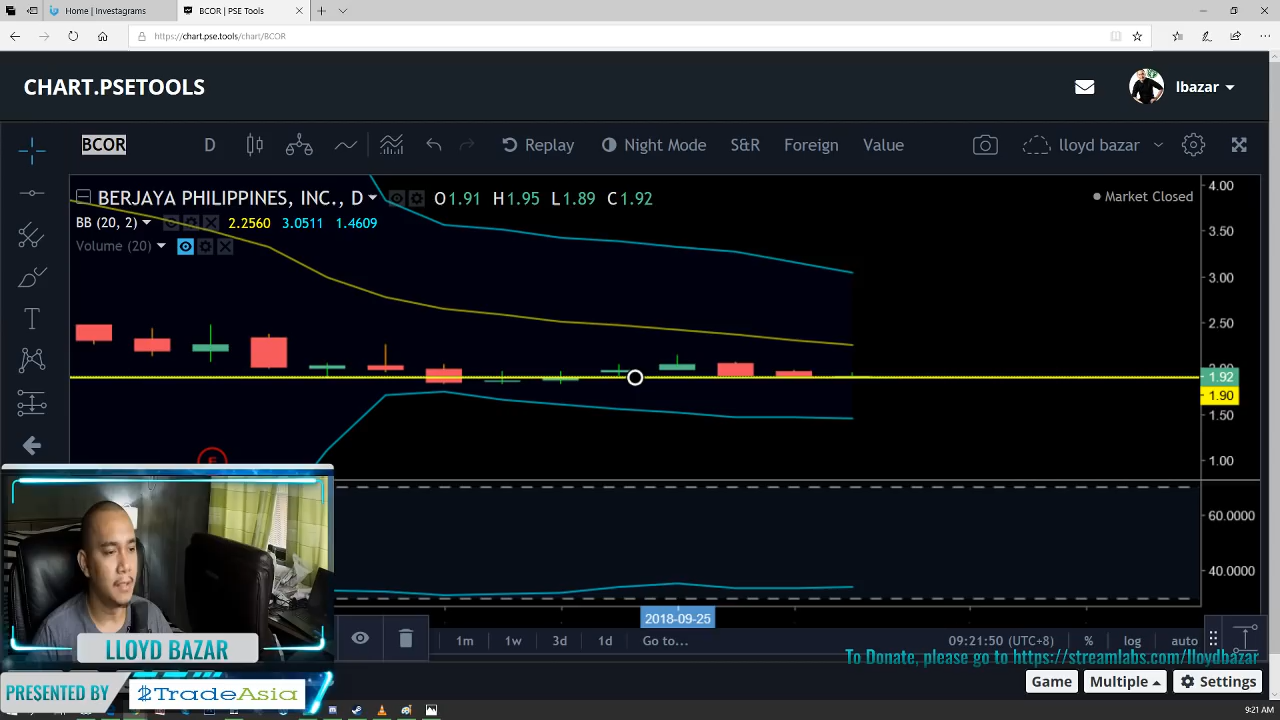 Home | Investagrams
BCOR | PSE Tools
https://chart.pse.tools/chart/BCOR
CHART.PSETOOLS
lbazar
BCOR D Replay Night Mode S&R Foreign Value lloyd bazar
BERJAYA PHILIPPINES, INC., D O1.91 H1.95 L1.89 C1.92
Market Closed
BB (20, 2) 2.2560 3.0511 1.4609
Volume (20)
4.00
3.50
3.00
2.50
1.92
1.90
1.50
1.00
E
60.0000
40.0000
2018-09-25
1m 1w 3d 1d Go to... 09:21:50 (UTC+8) % log auto
To Donate, please go to https://streamlabs.com/lloydbazar
LLOYD BAZAR
PRESENTED BY TradeAsia
Game Multiple Settings
9:21 AM